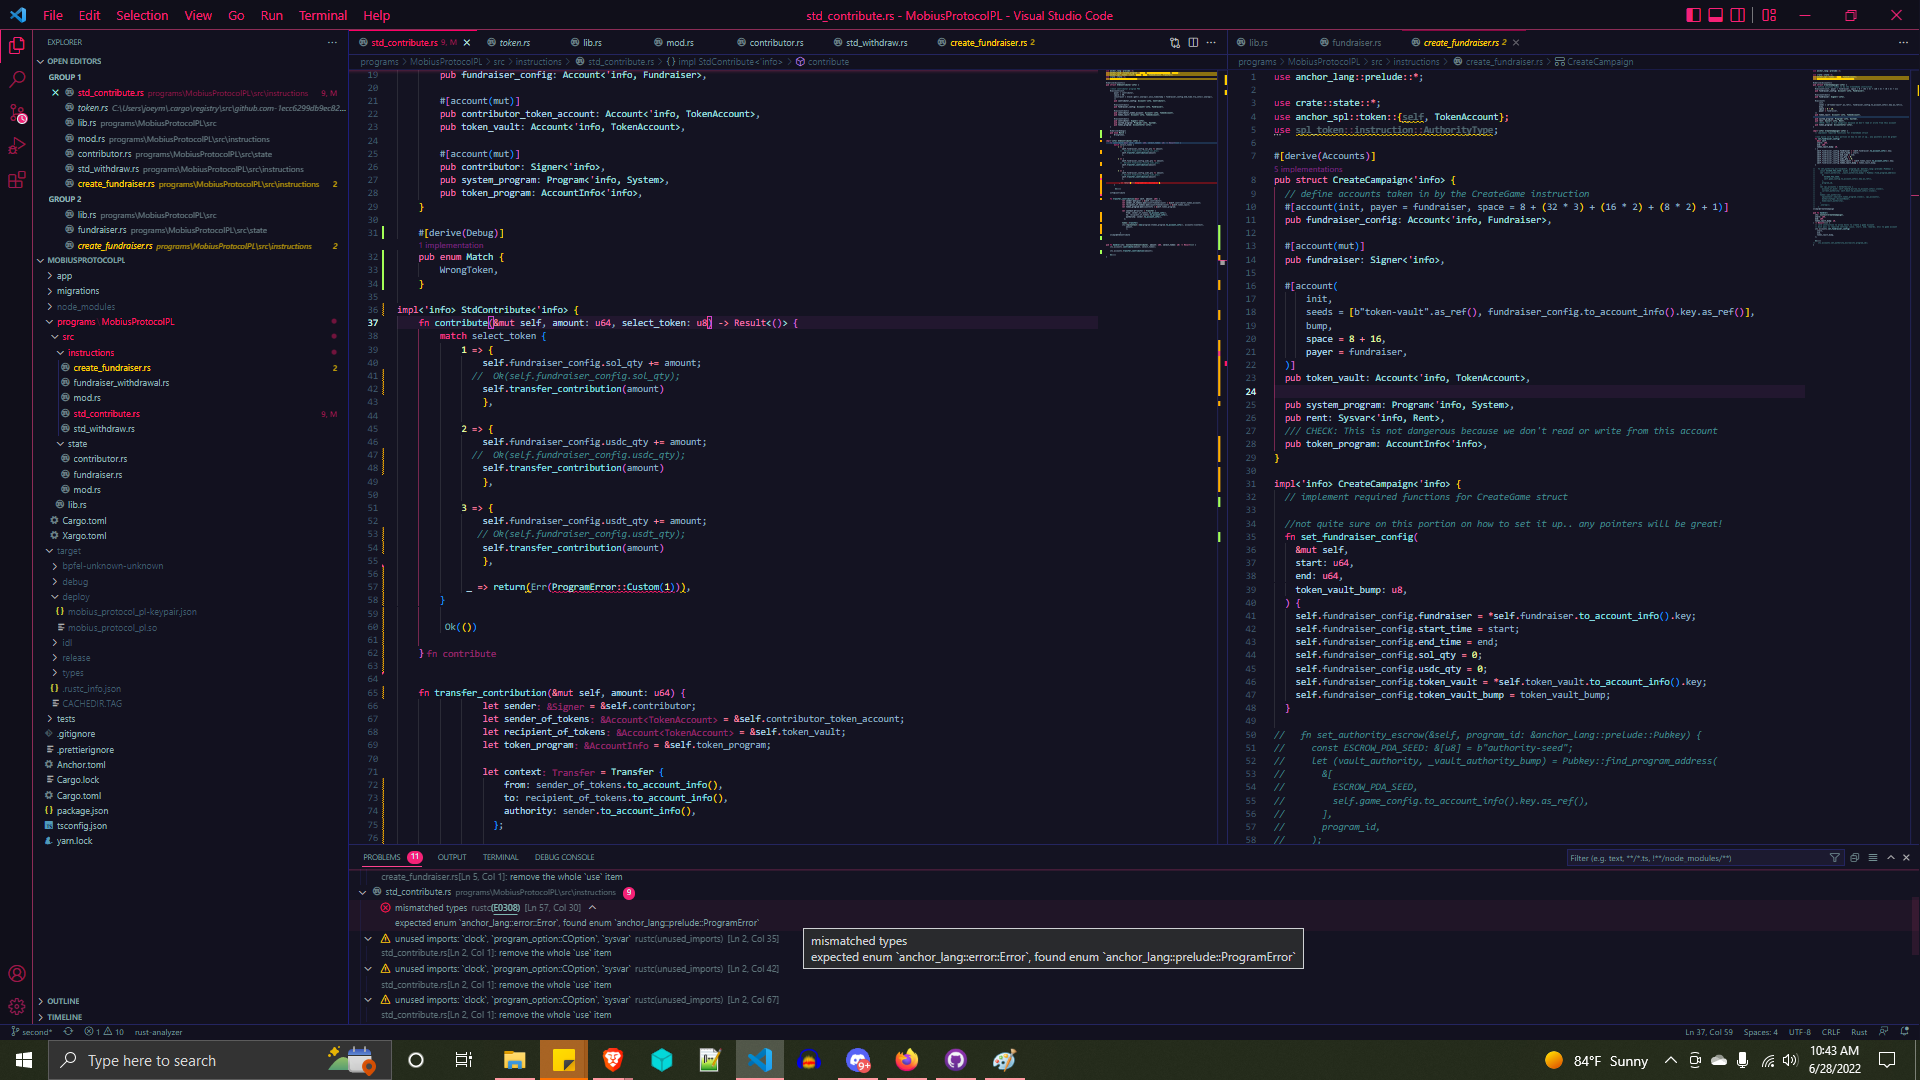 File Edit Selection View Go Run Terminal Help
std_contribute.rs - MobiusProtocolPL - Visual Studio Code
EXPLORER
OPEN EDITORS
GROUP 1
std_contribute.rs programs\MobiusProtocolPL\src\instructions 9, M
token.rs C:\Users\joeym\.cargo\registry\src\github.com-1ecc6299db9ec82...
lib.rs programs\MobiusProtocolPL\src
mod.rs programs\MobiusProtocolPL\src\instructions
contributor.rs programs\MobiusProtocolPL\src\state
std_withdraw.rs programs\MobiusProtocolPL\src\instructions
create_fundraiser.rs programs\MobiusProtocolPL\src\instructions 2
GROUP 2
lib.rs programs\MobiusProtocolPL\src
fundraiser.rs programs\MobiusProtocolPL\src\state
create_fundraiser.rs programs\MobiusProtocolPL\src\instructions 2
MOBIUSPROTOCOLPL
app
migrations
node_modules
programs \ MobiusProtocolPL
src
instructions
create_fundraiser.rs 2
fundraiser_withdrawal.rs
mod.rs
std_contribute.rs 9, M
std_withdraw.rs
state
contributor.rs
fundraiser.rs
mod.rs
lib.rs
Cargo.toml
Xargo.toml
target
bpfel-unknown-unknown
debug
deploy
mobius_protocol_pl-keypair.json
mobius_protocol_pl.so
idl
release
types
.rustc_info.json
CACHEDIR.TAG
tests
.gitignore
.prettierignore
Anchor.toml
Cargo.lock
Cargo.toml
package.json
tsconfig.json
yarn.lock
OUTLINE
TIMELINE
std_contribute.rs 9, M token.rs lib.rs mod.rs contributor.rs std_withdraw.rs create_fundraiser.rs 2
programs > MobiusProtocolPL > src > instructions > std_contribute.rs > impl StdContribute<'info> > contribute
19 pub fundraiser_config: Account<'info, Fundraiser>,
20
21 #[account(mut)]
22 pub contributor_token_account: Account<'info, TokenAccount>,
23 pub token_vault: Account<'info, TokenAccount>,
24
25 #[account(mut)]
26 pub contributor: Signer<'info>,
27 pub system_program: Program<'info, System>,
28 pub token_program: AccountInfo<'info>,
29 }
30
31 #[derive(Debug)]
1 implementation
32 pub enum Match {
33 WrongToken,
34 }
35
36 impl<'info> StdContribute<'info> {
37 fn contribute(&mut self, amount: u64, select_token: u8) -> Result<()> {
38 match select_token {
39 1 => {
40 self.fundraiser_config.sol_qty += amount;
41 // Ok(self.fundraiser_config.sol_qty);
42 self.transfer_contribution(amount)
43 },
44
45 2 => {
46 self.fundraiser_config.usdc_qty += amount;
47 // Ok(self.fundraiser_config.usdc_qty);
48 self.transfer_contribution(amount)
49 },
50
51 3 => {
52 self.fundraiser_config.usdt_qty += amount;
53 // Ok(self.fundraiser_config.usdt_qty);
54 self.transfer_contribution(amount)
55 },
56
57 _ => return(Err(ProgramError::Custom(1))),
58 }
59
60 Ok(())
61
62 } fn contribute
63
64
65 fn transfer_contribution(&mut self, amount: u64) {
66 let sender: &Signer = &self.contributor;
67 let sender_of_tokens: &Account<TokenAccount> = &self.contributor_token_account;
68 let recipient_of_tokens: &Account<TokenAccount> = &self.token_vault;
69 let token_program: &AccountInfo = &self.token_program;
70
71 let context: Transfer = Transfer {
72 from: sender_of_tokens.to_account_info(),
73 to: recipient_of_tokens.to_account_info(),
74 authority: sender.to_account_info(),
75 };
76
lib.rs fundraiser.rs create_fundraiser.rs 2
programs > MobiusProtocolPL > src > instructions > create_fundraiser.rs > CreateCampaign
1 use anchor_lang::prelude::*;
2
3 use crate::state::*;
4 use anchor_spl::token::{self, TokenAccount};
5 use spl_token::instruction::AuthorityType;
6
7 #[derive(Accounts)]
5 implementations
8 pub struct CreateCampaign<'info> {
9 // define accounts taken in by the CreateGame instruction
10 #[account(init, payer = fundraiser, space = 8 + (32 * 3) + (16 * 2) + (8 * 2) + 1)]
11 pub fundraiser_config: Account<'info, Fundraiser>,
12
13 #[account(mut)]
14 pub fundraiser: Signer<'info>,
15
16 #[account(
17 init,
18 seeds = [b"token-vault".as_ref(), fundraiser_config.to_account_info().key.as_ref()],
19 bump,
20 space = 8 + 16,
21 payer = fundraiser,
22 )]
23 pub token_vault: Account<'info, TokenAccount>,
24
25 pub system_program: Program<'info, System>,
26 pub rent: Sysvar<'info, Rent>,
27 /// CHECK: This is not dangerous because we don't read or write from this account
28 pub token_program: AccountInfo<'info>,
29 }
30
31 impl<'info> CreateCampaign<'info> {
32 // implement required functions for CreateGame struct
33
34 //not quite sure on this portion on how to set it up.. any pointers will be great!
35 fn set_fundraiser_config(
36 &mut self,
37 start: u64,
38 end: u64,
39 token_vault_bump: u8,
40 ) {
41 self.fundraiser_config.fundraiser = *self.fundraiser.to_account_info().key;
42 self.fundraiser_config.start_time = start;
43 self.fundraiser_config.end_time = end;
44 self.fundraiser_config.sol_qty = 0;
45 self.fundraiser_config.usdc_qty = 0;
46 self.fundraiser_config.token_vault = *self.token_vault.to_account_info().key;
47 self.fundraiser_config.token_vault_bump = token_vault_bump;
48 }
49
50 // fn set_authority_escrow(&self, program_id: &anchor_lang::prelude::Pubkey) {
51 // const ESCROW_PDA_SEED: &[u8] = b"authority-seed";
52 // let (vault_authority, _vault_authority_bump) = Pubkey::find_program_address(
53 // &[
54 // ESCROW_PDA_SEED,
55 // self.game_config.to_account_info().key.as_ref(),
56 // ],
57 // program_id,
58 // );
PROBLEMS 11 OUTPUT TERMINAL DEBUG CONSOLE
Filter (e.g. text, **/*.ts, !**/node_modules/**)
create_fundraiser.rs[Ln 5, Col 1]: remove the whole `use` item
std_contribute.rs programs\MobiusProtocolPL\src\instructions 9
mismatched types rustc(E0308) [Ln 57, Col 30]
expected enum `anchor_lang::error::Error`, found enum `anchor_lang::prelude::ProgramError`
unused imports: `clock`, `program_option::COption`, `sysvar` rustc(unused_imports) [Ln 2, Col 35]
std_contribute.rs[Ln 2, Col 1]: remove the whole `use` item
unused imports: `clock`, `program_option::COption`, `sysvar` rustc(unused_imports) [Ln 2, Col 42]
std_contribute.rs[Ln 2, Col 1]: remove the whole `use` item
unused imports: `clock`, `program_option::COption`, `sysvar` rustc(unused_imports) [Ln 2, Col 67]
std_contribute.rs[Ln 2, Col 1]: remove the whole `use` item
mismatched types
expected enum `anchor_lang::error::Error`, found enum `anchor_lang::prelude::ProgramError`
second* 1 10 rust-analyzer
Ln 37, Col 59 Spaces: 4 UTF-8 CRLF Rust
Type here to search
9+
84°F Sunny
10:43 AM
6/28/2022